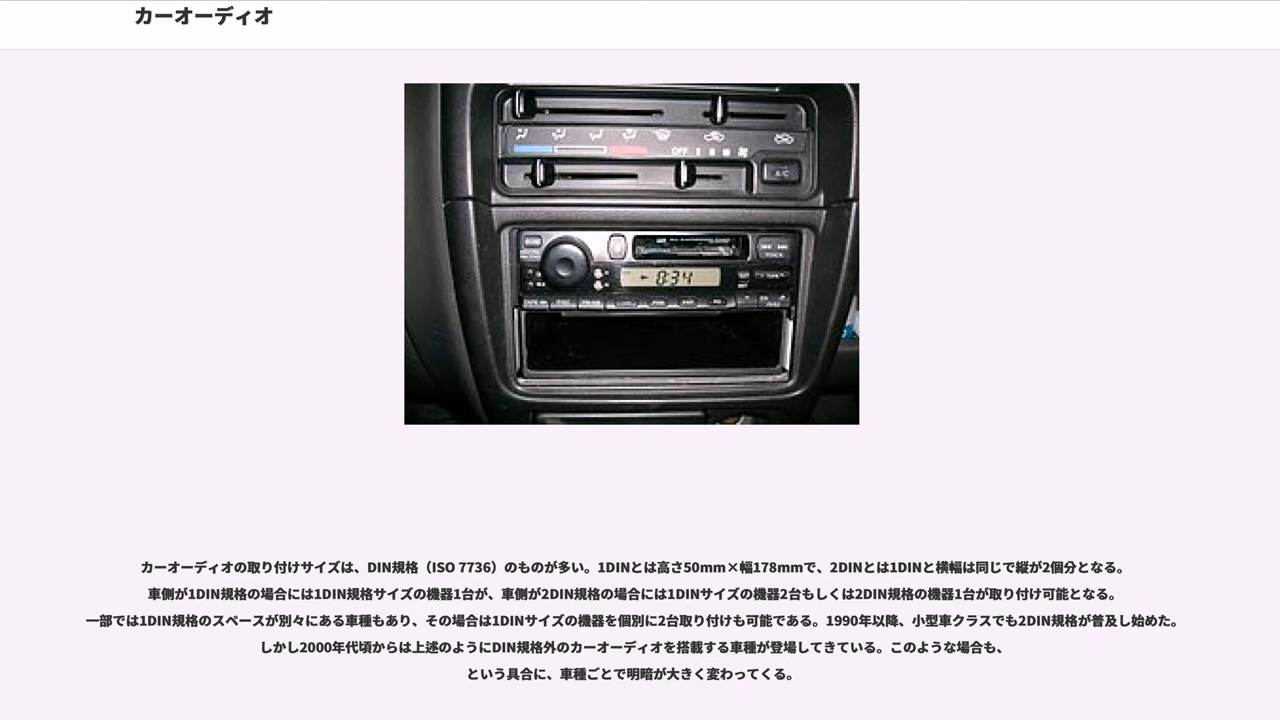 カーオーディオ
OFF
A/C
8:34
カーオーディオの取り付けサイズは、DIN規格（ISO 7736）のものが多い。1DINとは高さ50mm×幅178mmで、2DINとは1DINと横幅は同じで縦が2個分となる。
車側が1DIN規格の場合には1DIN規格サイズの機器1台が、車側が2DIN規格の場合には1DINサイズの機器2台もしくは2DIN規格の機器1台が取り付け可能となる。
一部では1DIN規格のスペースが別々にある車種もあり、その場合は1DINサイズの機器を個別に2台取り付けも可能である。1990年以降、小型車クラスでも2DIN規格が普及し始めた。
しかし2000年代頃からは上述のようにDIN規格外のカーオーディオを搭載する車種が登場してきている。このような場合も、
という具合に、車種ごとで明暗が大きく変わってくる。